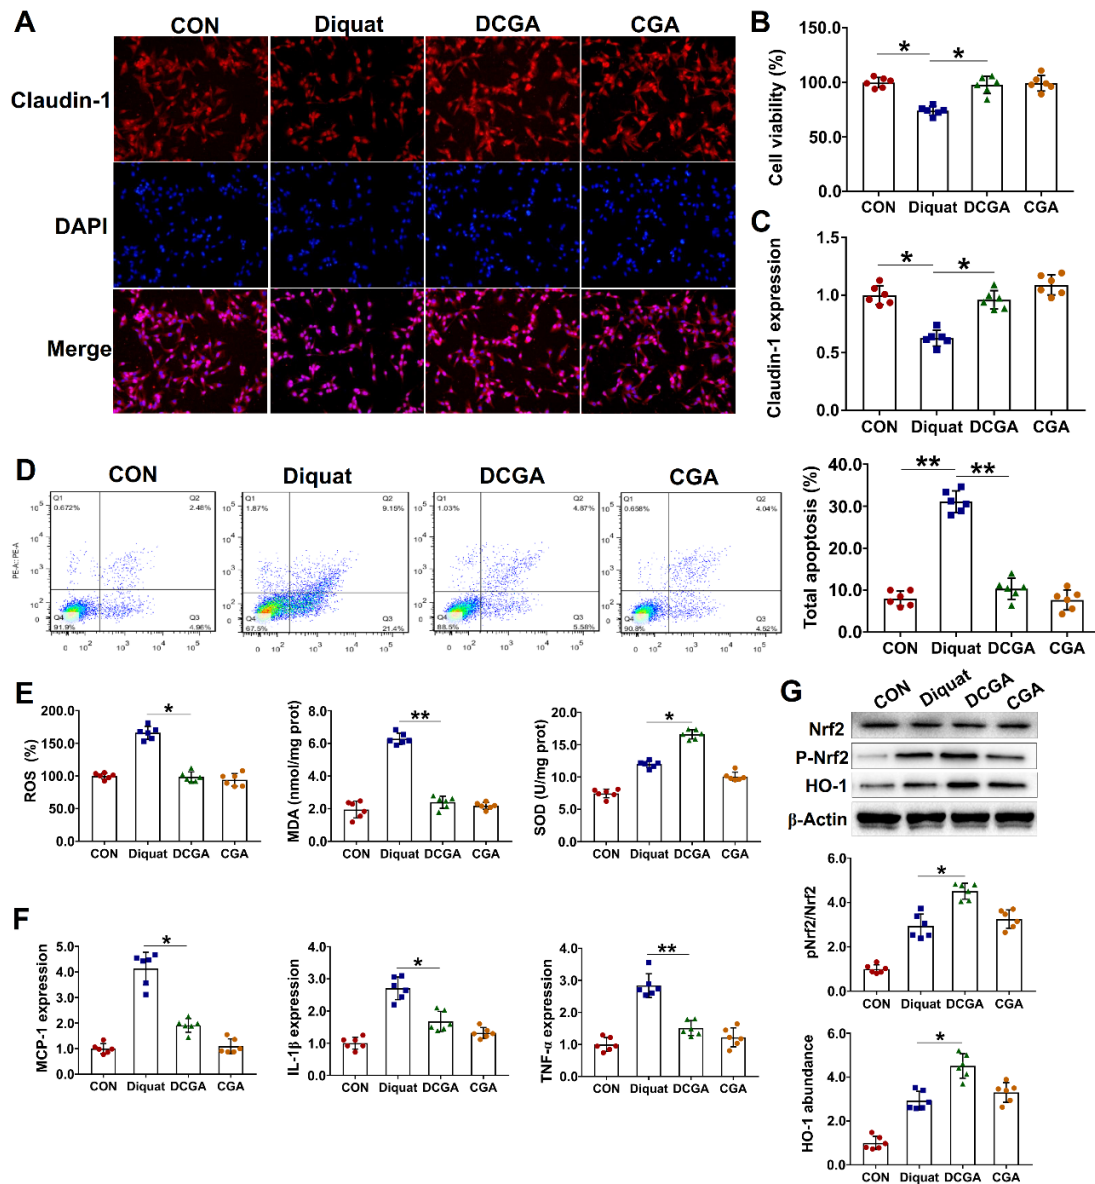 A
CON Diquat DCGA CGA
Claudin-1
DAPI
Merge
B
Cell viability (%)
150.0
100.0
50.0
0.0
* *
CON Diquat DCGA CGA
C
Claudin-1 expression
1.5
1.0
0.5
0.0
* *
CON Diquat DCGA CGA
D
CON Diquat DCGA CGA
PE-A:: PE-A
Q1 Q2
0.672% 2.48%
Q4 Q3
91.9% 4.96%
Q1 Q2
1.87% 9.15%
Q4 Q3
67.5% 21.4%
Q1 Q2
1.03% 4.87%
Q4 Q3
88.5% 5.58%
Q1 Q2
0.658% 4.04%
Q4 Q3
90.8% 4.52%
Total apoptosis (%)
40.0
30.0
20.0
10.0
0.0
** **
CON Diquat DCGA CGA
E
ROS (%)
200.0
150.0
100.0
50.0
0.0
*
CON Diquat DCGA CGA
MDA (nmol/mg prot)
8.0
6.0
4.0
2.0
0.0
**
CON Diquat DCGA CGA
SOD (U/mg prot)
20.0
15.0
10.0
5.0
0.0
*
CON Diquat DCGA CGA
F
MCP-1 expression
5.0
4.0
3.0
2.0
1.0
0.0
*
CON Diquat DCGA CGA
IL-1β expression
4.0
3.0
2.0
1.0
0.0
*
CON Diquat DCGA CGA
TNF-α expression
4.0
3.0
2.0
1.0
0.0
**
CON Diquat DCGA CGA
G
CON Diquat DCGA CGA
Nrf2
P-Nrf2
HO-1
β-Actin
pNrf2/Nrf2
6.0
4.0
2.0
0.0
*
CON Diquat DCGA CGA
HO-1 abundance
6.0
4.0
2.0
0.0
*
CON Diquat DCGA CGA